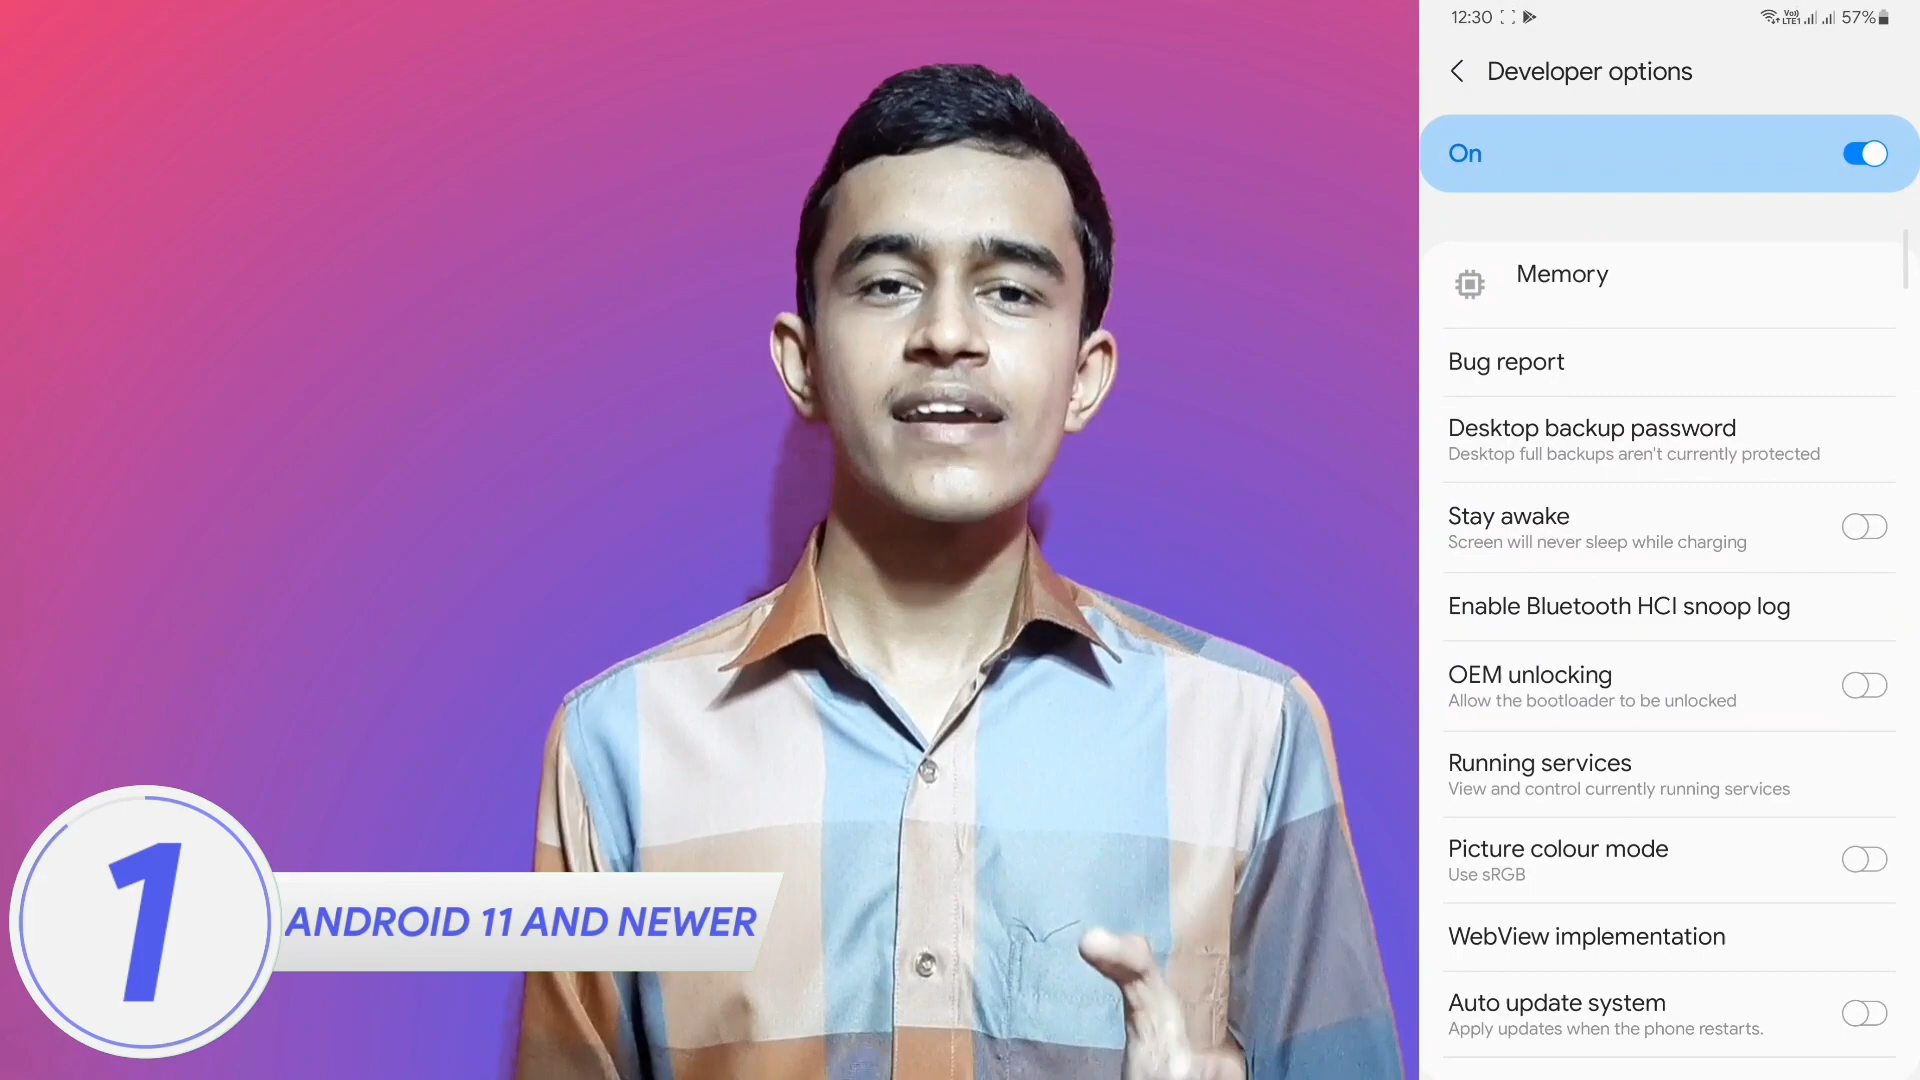 12:30
Vo)
LTE1
57%
Developer options
On
Memory
Bug report
Desktop backup password
Desktop full backups aren't currently protected
Stay awake
Screen will never sleep while charging
Enable Bluetooth HCI snoop log
OEM unlocking
Allow the bootloader to be unlocked
Running services
View and control currently running services
Picture colour mode
Use sRGB
WebView implementation
Auto update system
Apply updates when the phone restarts.
1
ANDROID 11 AND NEWER